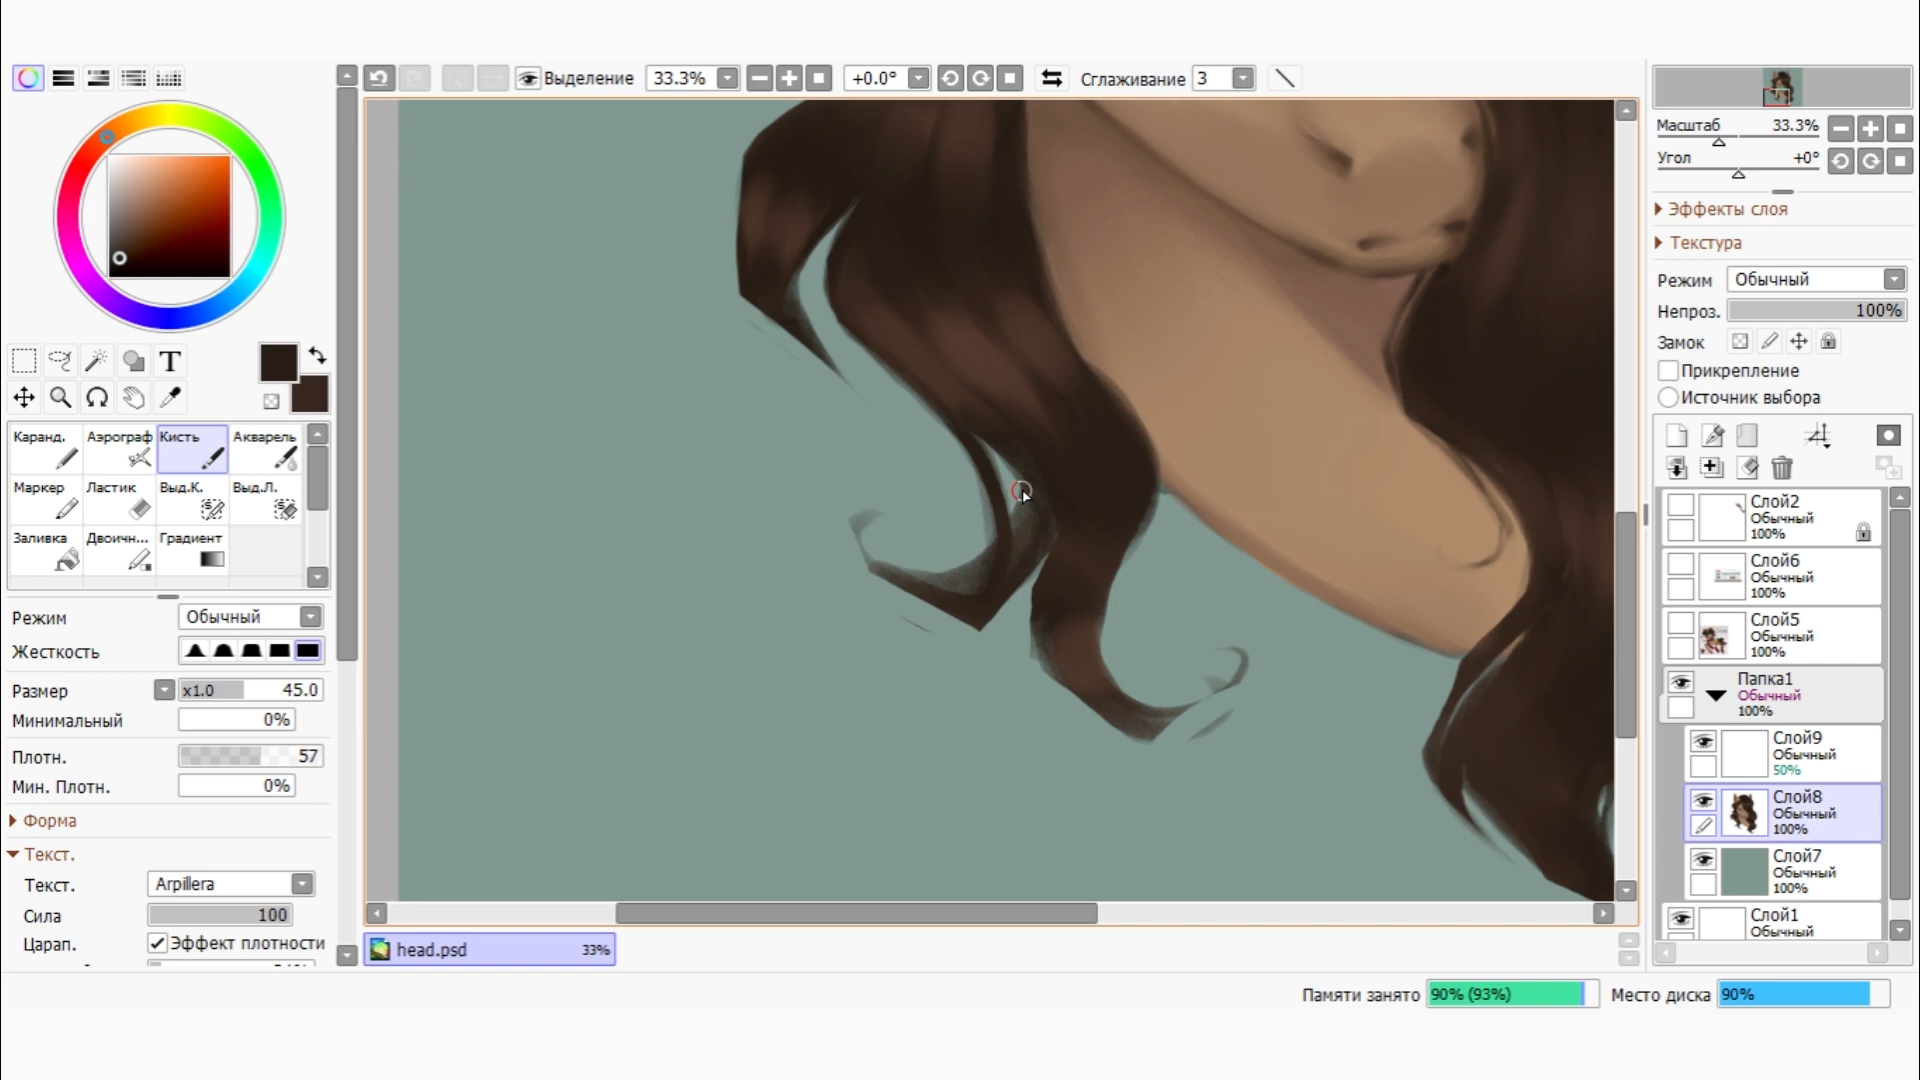 Выделение
33.3%
+0.0°
Сглаживание
3
Масштаб
33.3%
Угол
+0°
Эффекты слоя
Текстура
Режим
Обычный
Непроз.
100%
Замок
Прикрепление
Источник выбора
T
Каранд.
Аэрограф
Кисть
Акварель
Маркер
Ластик
Выд.К.
Выд.Л.
Заливка
Двоичн...
Градиент
Режим
Обычный
Жесткость
Размер
x1.0
45.0
Минимальный
0%
Плотн.
57
Мин. Плотн.
0%
Форма
Текст.
Текст.
Arpillera
Сила
100
Царап.
Эффект плотности
Слой2
Обычный
100%
Слой6
Обычный
100%
Слой5
Обычный
100%
Папка1
Обычный
100%
Слой9
Обычный
50%
Слой8
Обычный
100%
Слой7
Обычный
100%
Слой1
Обычный
head.psd
33%
Памяти занято
90% (93%)
Место диска
90%